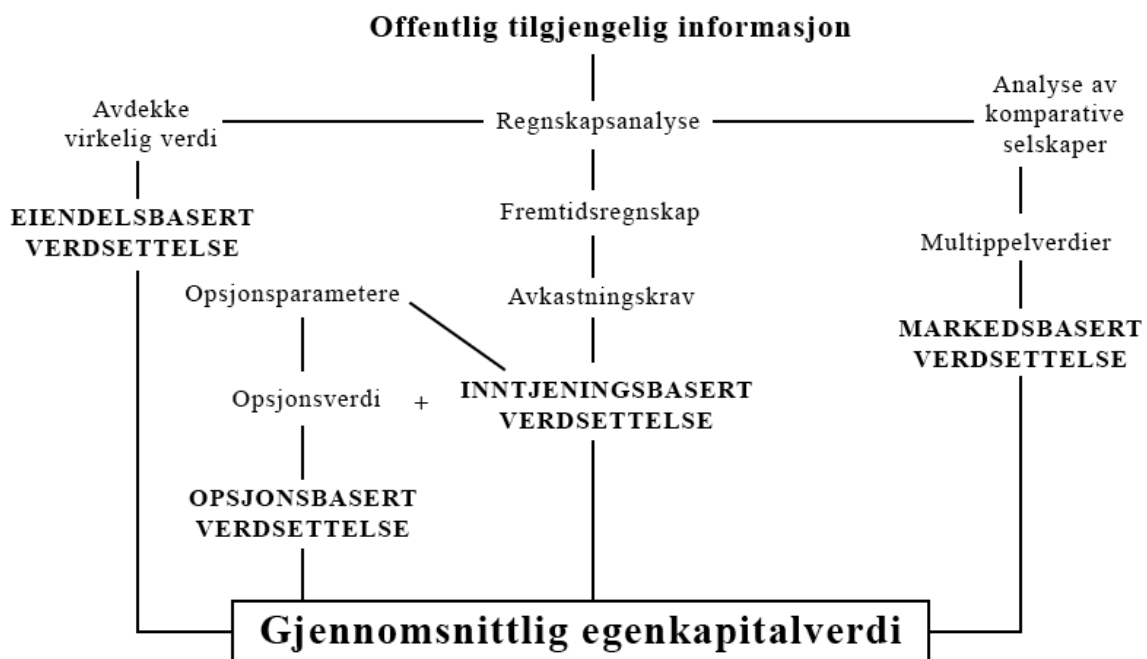 Offentlig tilgjengelig informasjon
Avdekke
virkelig verdi
Regnskapsanalyse
Analyse av
komparative
selskaper
EIENDELSBASERT
VERDSETTELSE
Fremtidsregnskap
Multippelverdier
Opsjonsparametere
Avkastningskrav
MARKEDSBASERT
VERDSETTELSE
Opsjonsverdi
+
INNTJENINGSBASERT
VERDSETTELSE
OPSJONSBASERT
VERDSETTELSE
Gjennomsnittlig egenkapitalverdi